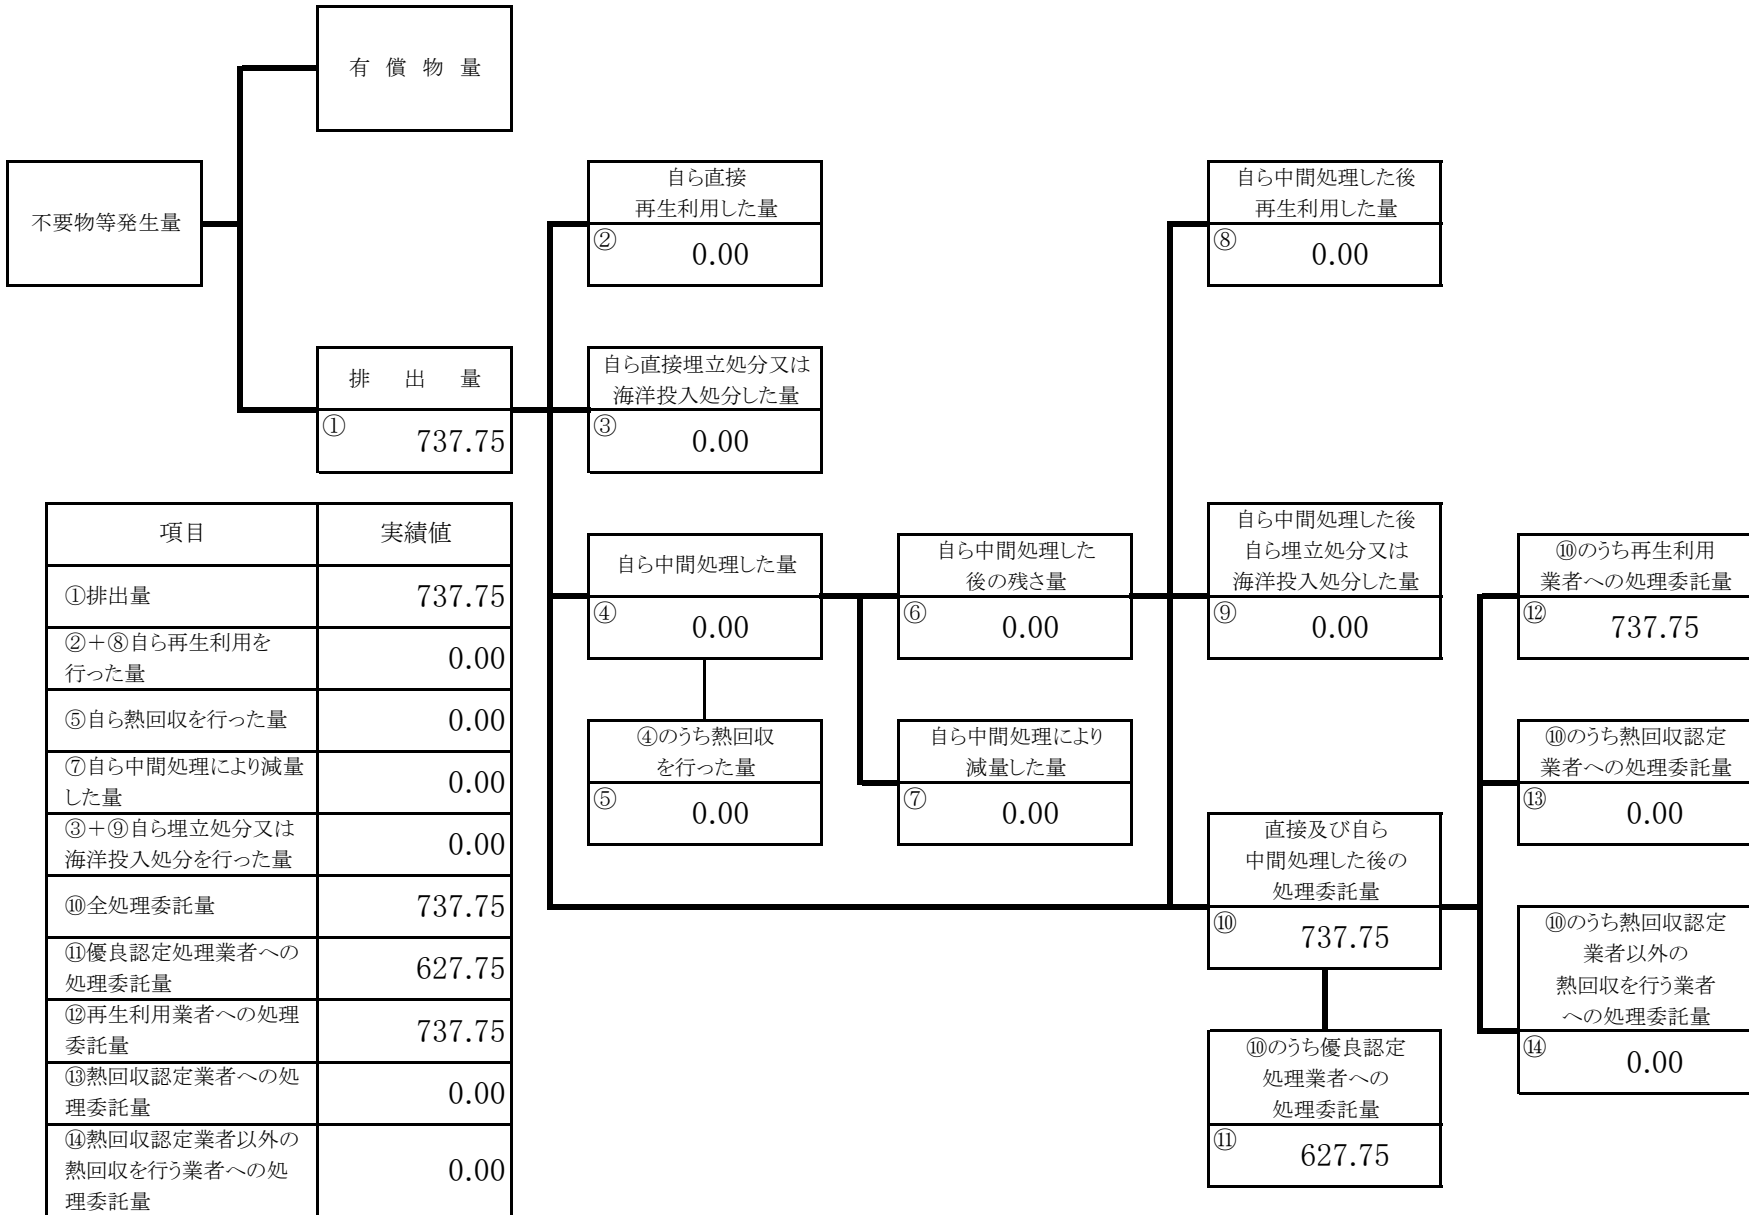 有 償 物 量
不要物等発生量
自ら直接
再生利用した量
② 0.00
自ら中間処理した後
再生利用した量
⑧ 0.00
排 出 量
① 737.75
自ら直接埋立処分又は
海洋投入処分した量
③ 0.00
自ら中間処理した量
④ 0.00
自ら中間処理した
後の残さ量
⑥ 0.00
自ら中間処理した後
自ら埋立処分又は
海洋投入処分した量
⑨ 0.00
⑩のうち再生利用
業者への処理委託量
⑫ 737.75
④のうち熱回収
を行った量
⑤ 0.00
自ら中間処理により
減量した量
⑦ 0.00
⑩のうち熱回収認定
業者への処理委託量
⑬ 0.00
直接及び自ら
中間処理した後の
処理委託量
⑩ 737.75
⑩のうち熱回収認定
業者以外の
熱回収を行う業者
への処理委託量
⑭ 0.00
⑩のうち優良認定
処理業者への
処理委託量
⑪ 627.75
項目 実績値
①排出量 737.75
②＋⑧自ら再生利用を
行った量 0.00
⑤自ら熱回収を行った量 0.00
⑦自ら中間処理により減量
した量 0.00
③＋⑨自ら埋立処分又は
海洋投入処分を行った量 0.00
⑩全処理委託量 737.75
⑪優良認定処理業者への
処理委託量 627.75
⑫再生利用業者への処理
委託量 737.75
⑬熱回収認定業者への処
理委託量 0.00
⑭熱回収認定業者以外の
熱回収を行う業者への処
理委託量 0.00